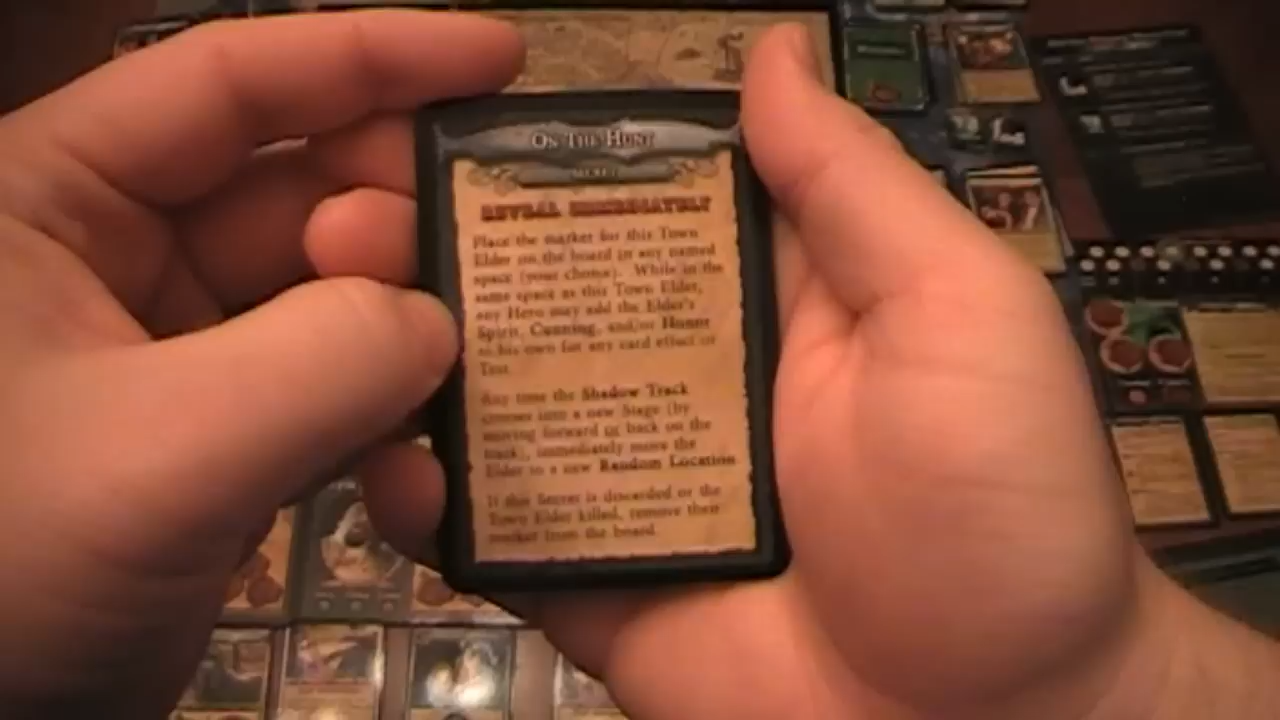 On The Hunt
Secret
Reveal Immediately
Place the marker for this Town
Elder on the board in any named
space (your choice). While in the
same space as this Town Elder,
any Hero may add the Elder's
Spirit, Cunning, and/or Honor
to his own for any card effect or
Test.
Any time the Shadow Track
crosses into a new Stage (by
moving forward or back on the
track), immediately move the
Elder to a new Random Location
If this Secret is discarded or the
Town Elder killed, remove their
marker from the board.